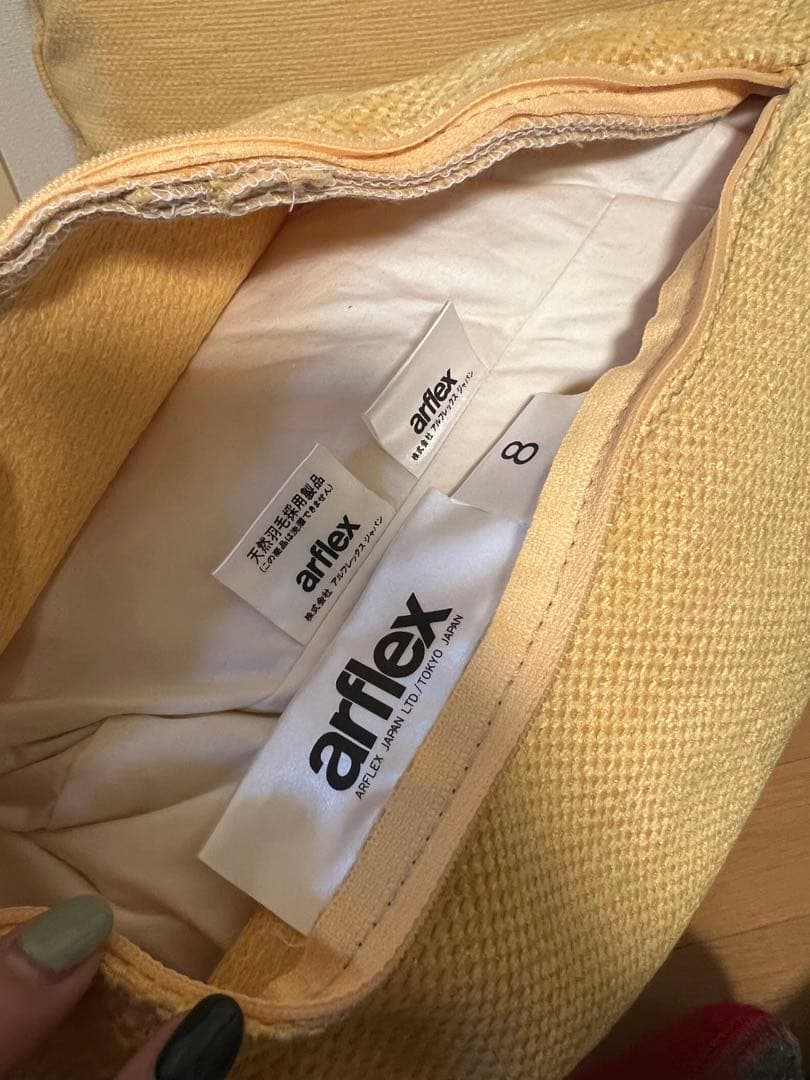 arflex
株式会社 アルフレックス ジャパン
8
天然羽毛採用製品
(この製品は洗濯できません)
arflex
株式会社 アルフレックス ジャパン
arflex
ARFLEX JAPAN LTD./TOKYO JAPAN